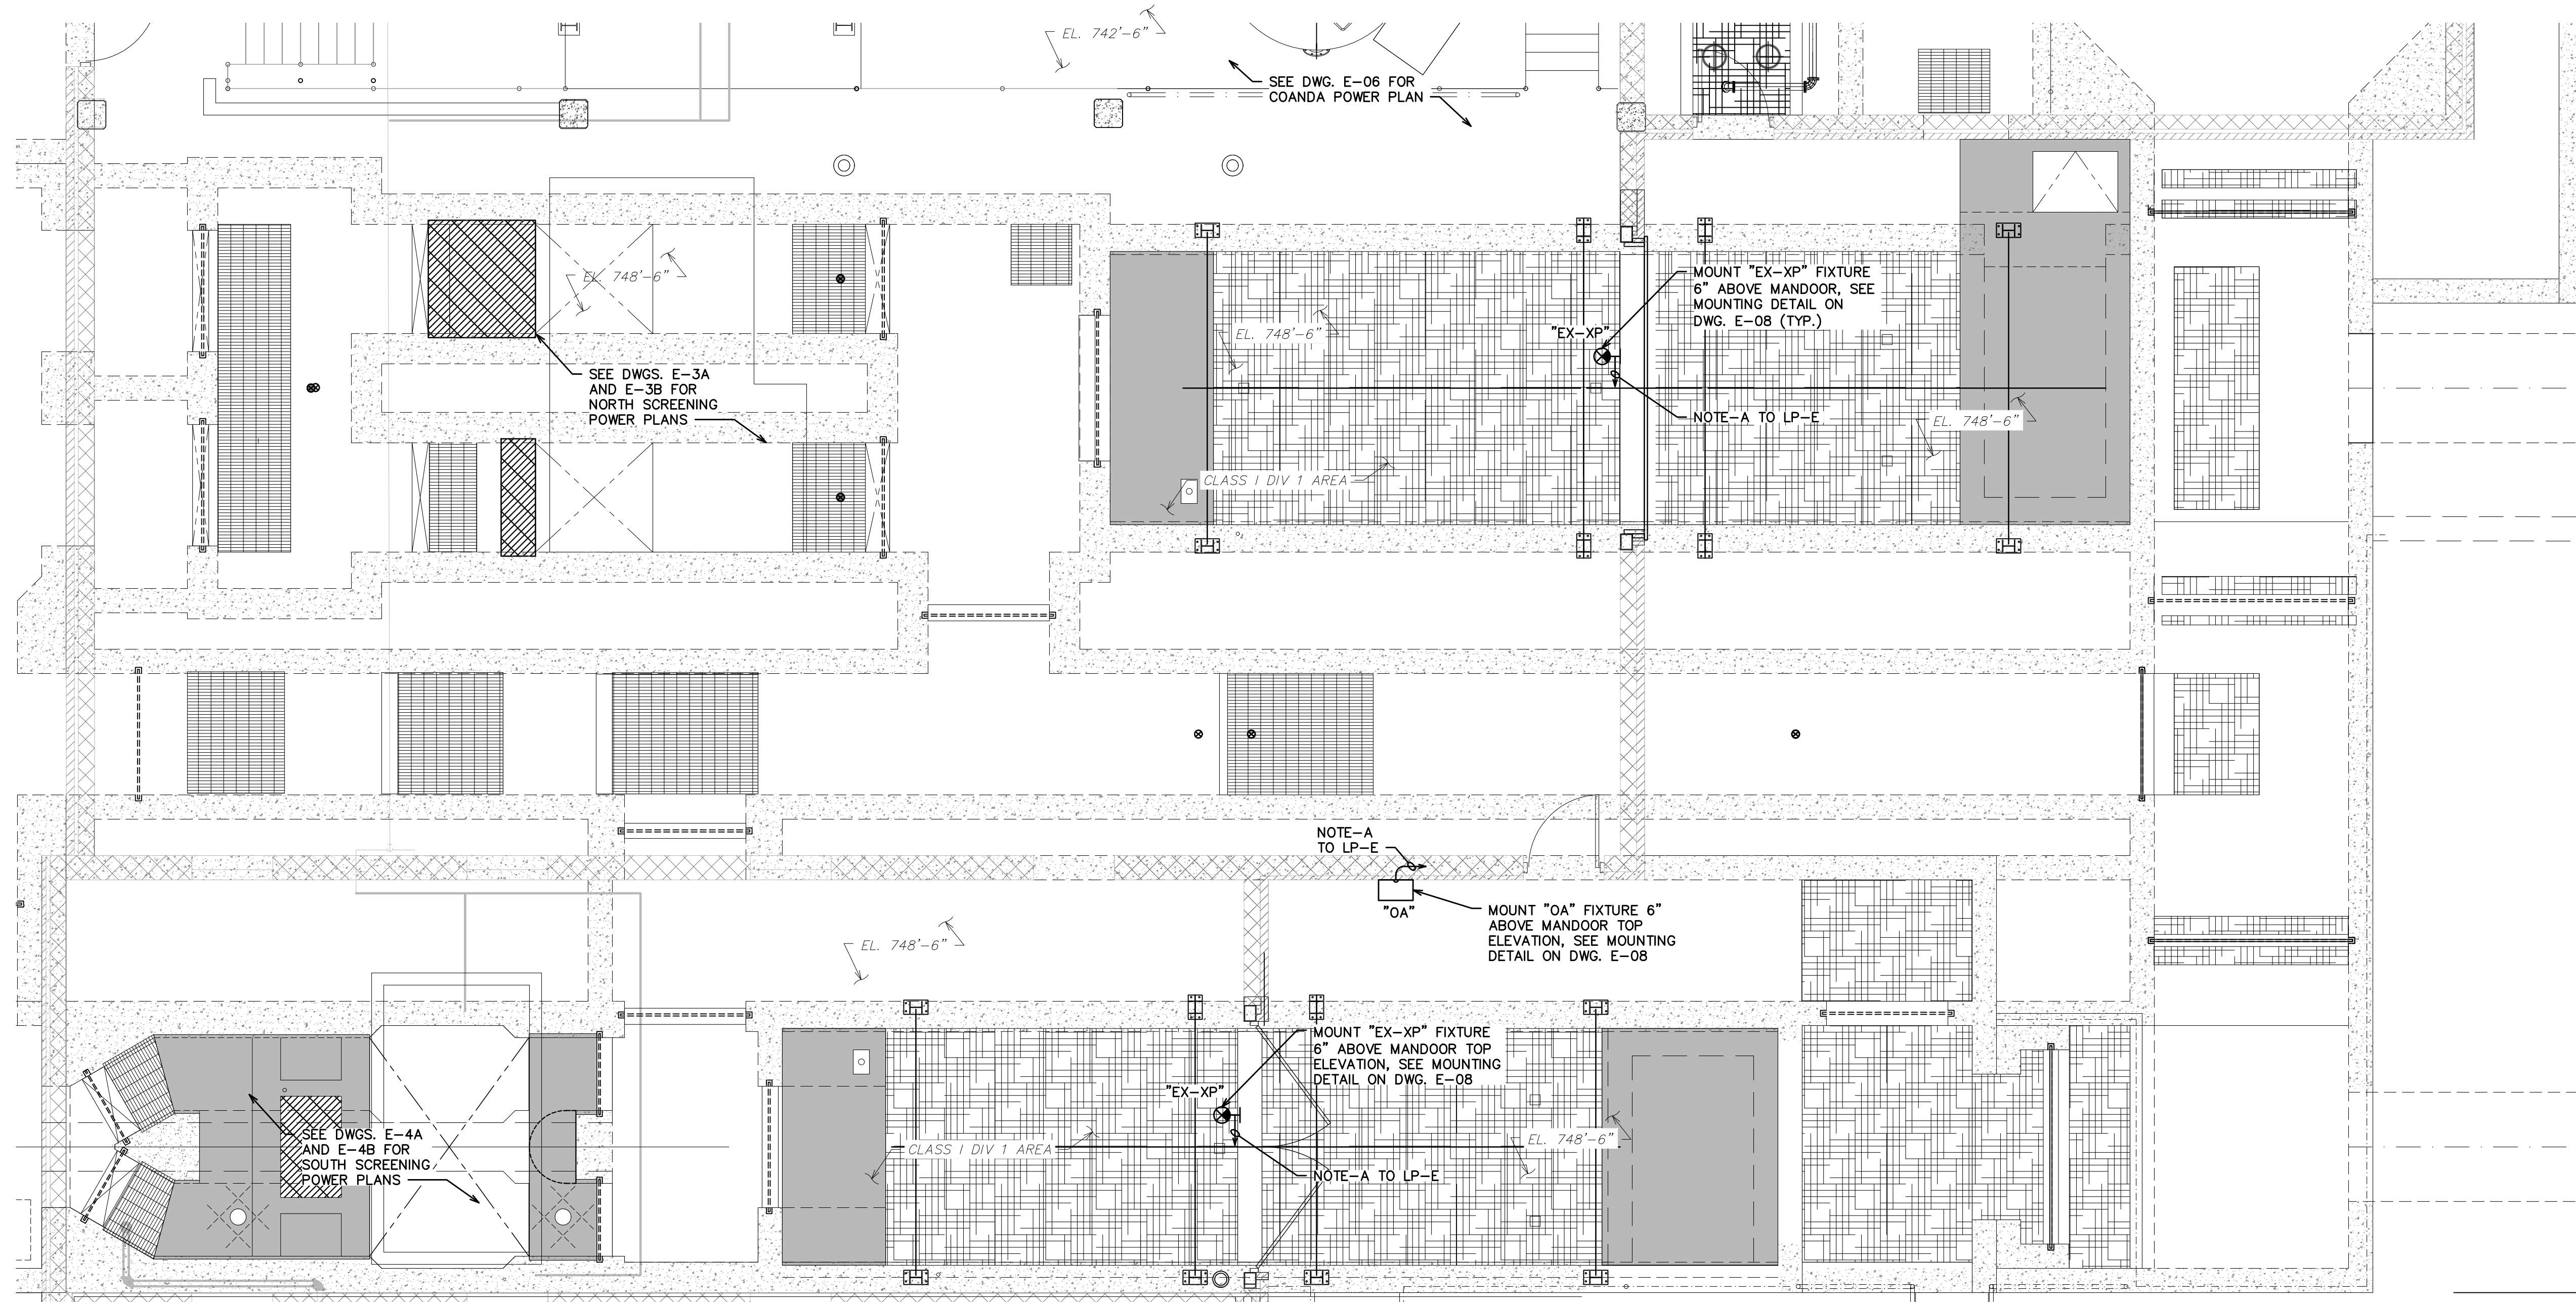 EL. 742'-6"
SEE DWG. E-06 FOR
COANDA POWER PLAN
EL. 748'-6"
MOUNT "EX-XP" FIXTURE
6" ABOVE MANDOOR, SEE
MOUNTING DETAIL ON
DWG. E-08 (TYP.)
EL. 748'-6"
"EX-XP"
SEE DWGS. E-3A
AND E-3B FOR
NORTH SCREENING
POWER PLANS
NOTE-A TO LP-E
EL. 748'-6"
CLASS I DIV 1 AREA
NOTE-A
TO LP-E
"OA"
MOUNT "OA" FIXTURE 6"
ABOVE MANDOOR TOP
ELEVATION, SEE MOUNTING
DETAIL ON DWG. E-08
EL. 748'-6"
MOUNT "EX-XP" FIXTURE
6" ABOVE MANDOOR TOP
ELEVATION, SEE MOUNTING
DETAIL ON DWG. E-08
"EX-XP"
SEE DWGS. E-4A
AND E-4B FOR
SOUTH SCREENING
POWER PLANS
CLASS I DIV 1 AREA
EL. 748'-6"
NOTE-A TO LP-E